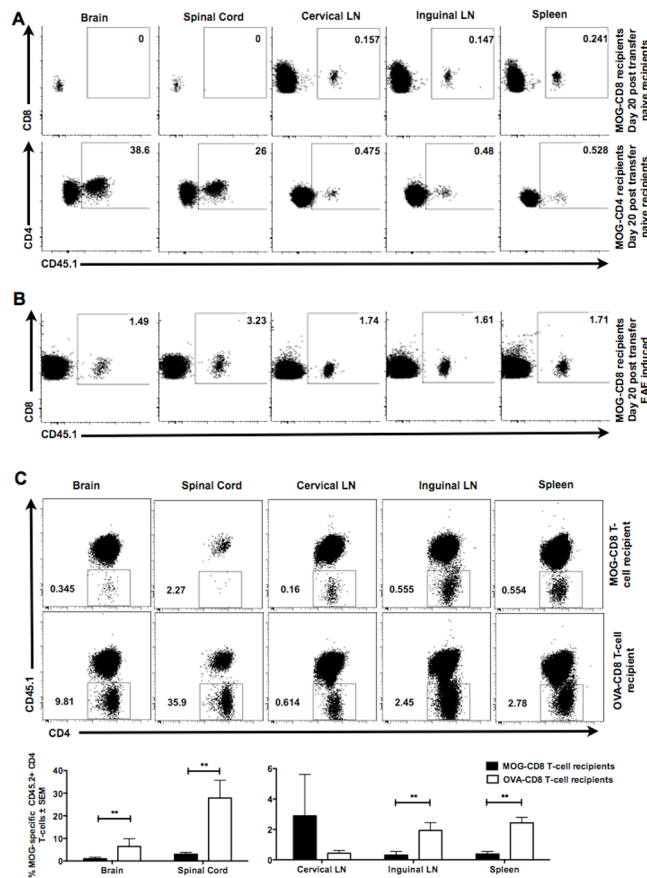 A
Brain Spinal Cord Cervical LN Inguinal LN Spleen
0 0 0.157 0.147 0.241
CD8
MOG-CD8 recipients
Day 20 post transfer
naive recipients
38.6 26 0.475 0.48 0.528
CD4
MOG-CD4 recipients
Day 20 post transfer
naive recipients
CD45.1
B
1.49 3.23 1.74 1.61 1.71
CD8
MOG-CD8 recipients
Day 20 post transfer
EAE induced
CD45.1
C
Brain Spinal Cord Cervical LN Inguinal LN Spleen
0.345 2.27 0.16 0.555 0.554
MOG-CD8 T-
cell recipient
9.81 35.9 0.614 2.45 2.78
OVA-CD8 T-cell
recipient
CD45.1
CD4
% MOG-specific CD45.2+ CD4
T-cells ± SEM
40
30
20
10
0
** **
Brain Spinal Cord
6
4
2
0
** **
Cervical LN Inguinal LN Spleen
MOG-CD8 T-cell recipients
OVA-CD8 T-cell recipients